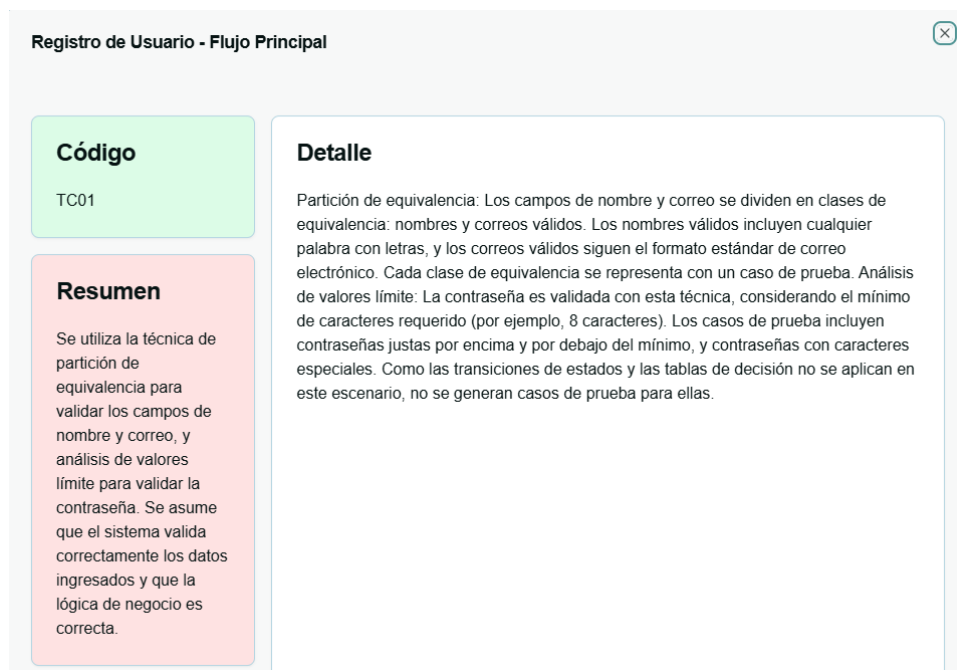 Registro de Usuario - Flujo Principal
Código
TC01
Resumen
Se utiliza la técnica de
partición de
equivalencia para
validar los campos de
nombre y correo, y
análisis de valores
límite para validar la
contraseña. Se asume
que el sistema valida
correctamente los datos
ingresados y que la
lógica de negocio es
correcta.
Detalle
Partición de equivalencia: Los campos de nombre y correo se dividen en clases de
equivalencia: nombres y correos válidos. Los nombres válidos incluyen cualquier
palabra con letras, y los correos válidos siguen el formato estándar de correo
electrónico. Cada clase de equivalencia se representa con un caso de prueba. Análisis
de valores límite: La contraseña es validada con esta técnica, considerando el mínimo
de caracteres requerido (por ejemplo, 8 caracteres). Los casos de prueba incluyen
contraseñas justas por encima y por debajo del mínimo, y contraseñas con caracteres
especiales. Como las transiciones de estados y las tablas de decisión no se aplican en
este escenario, no se generan casos de prueba para ellas.